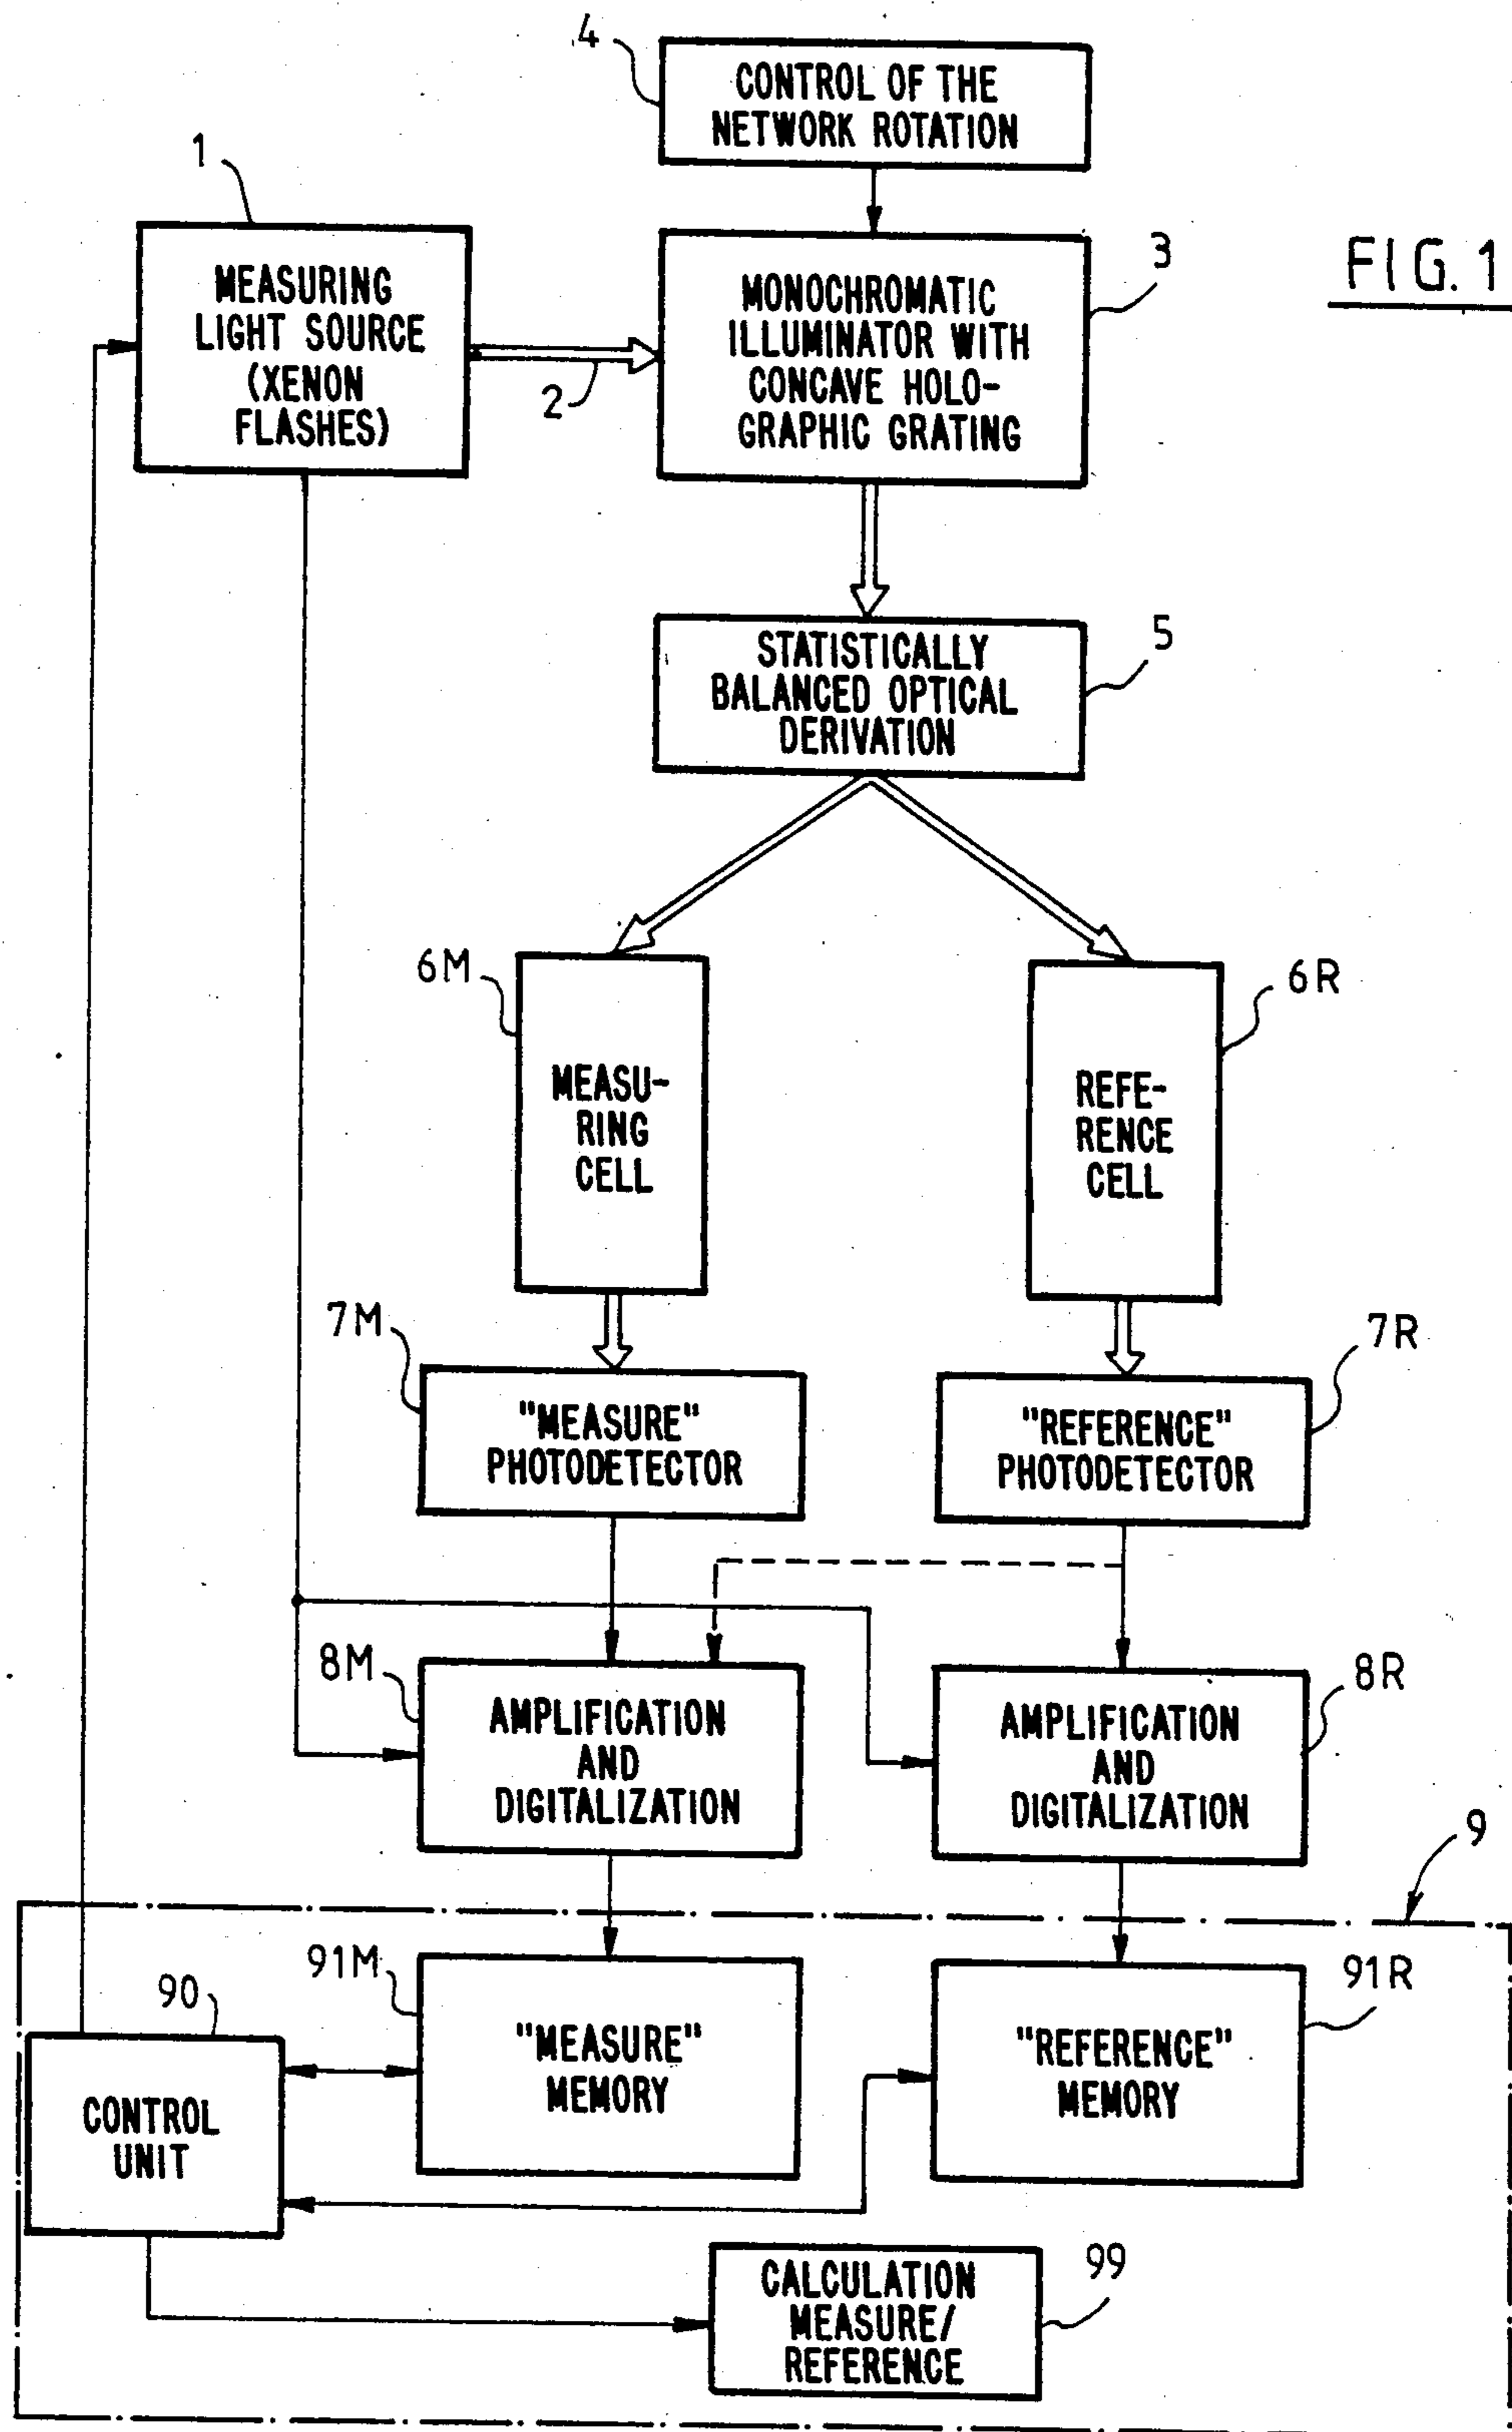 4
CONTROL OF THE
NETWORK ROTATION
1
MEASURING
LIGHT SOURCE
(XENON
FLASHES)
2
MONOCHROMATIC
ILLUMINATOR WITH
CONCAVE HOLO-
GRAPHIC GRATING
3
FIG. 1
STATISTICALLY
BALANCED OPTICAL
DERIVATION
5
6M
MEASU-
RING
CELL
6R
REFE-
RENCE
CELL
7M
"MEASURE"
PHOTODETECTOR
7R
"REFERENCE"
PHOTODETECTOR
8M
AMPLIFICATION
AND
DIGITALIZATION
8R
AMPLIFICATION
AND
DIGITALIZATION
9
90
CONTROL
UNIT
91M
"MEASURE"
MEMORY
91R
"REFERENCE"
MEMORY
99
CALCULATION
MEASURE/
REFERENCE